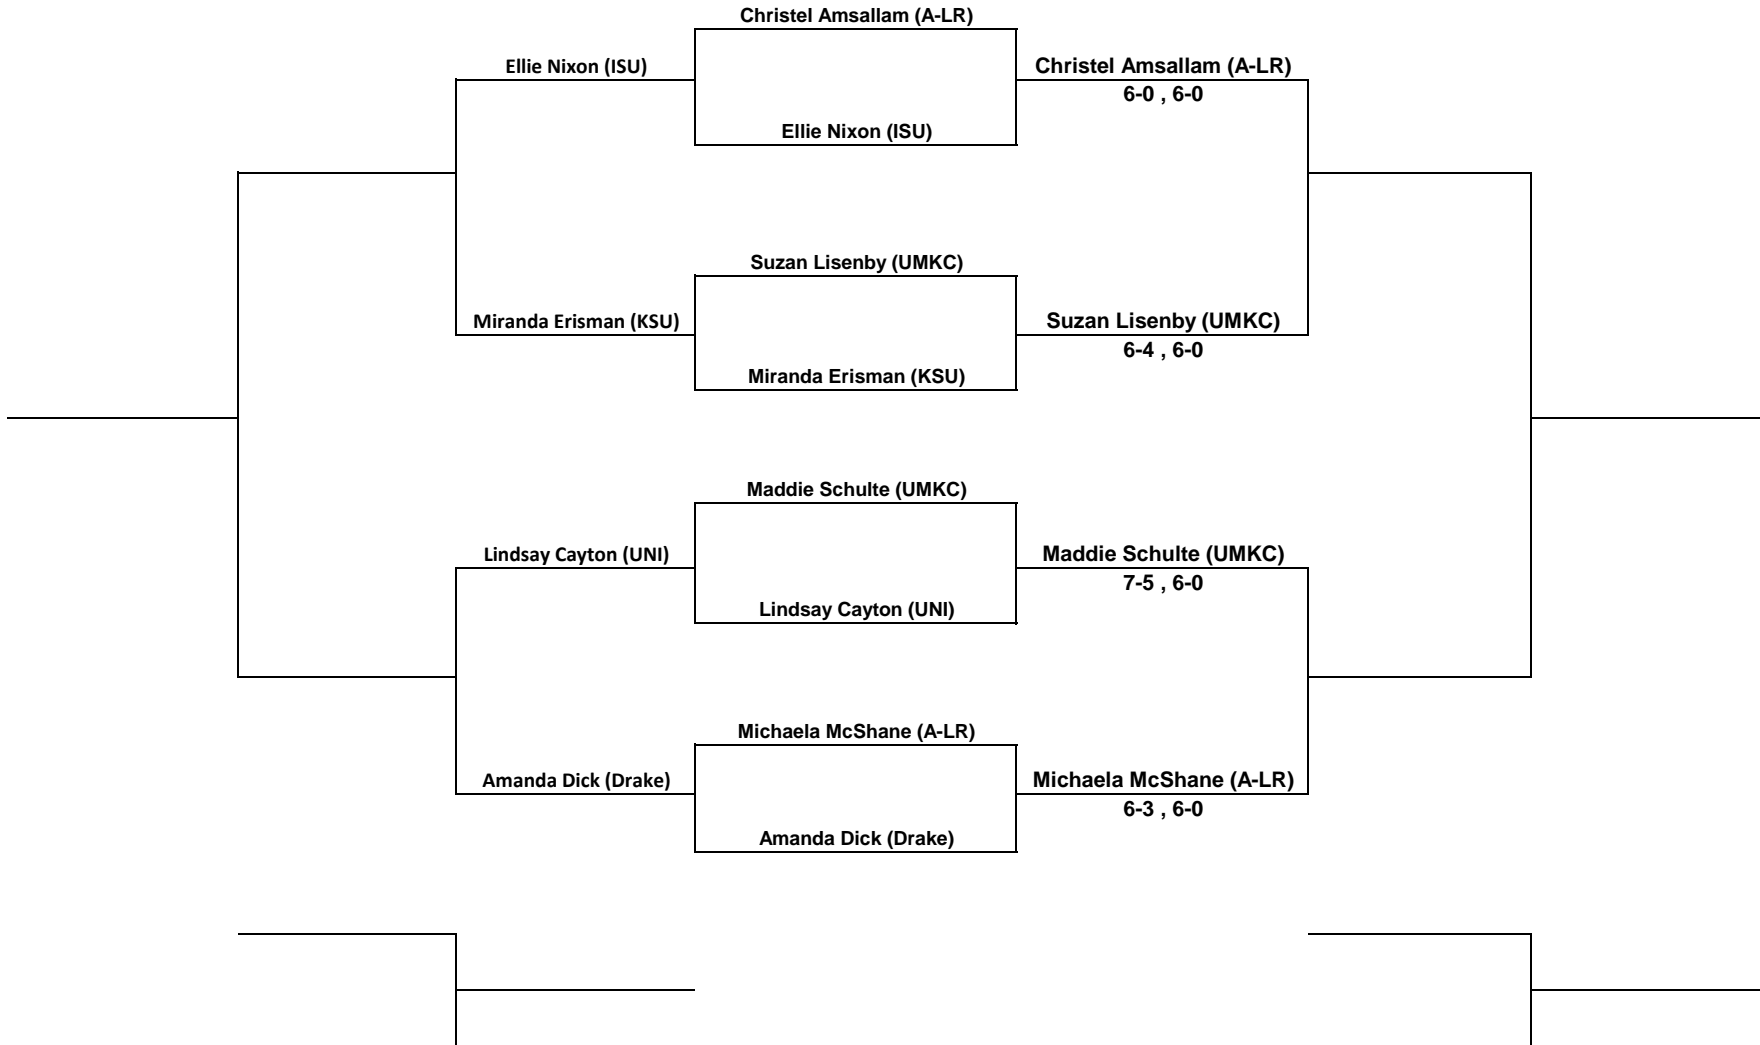 Christel Amsallam (A-LR)
Ellie Nixon (ISU)
Christel Amsallam (A-LR)
6-0 , 6-0
Ellie Nixon (ISU)
Suzan Lisenby (UMKC)
Miranda Erisman (KSU)
Suzan Lisenby (UMKC)
6-4 , 6-0
Miranda Erisman (KSU)
Maddie Schulte (UMKC)
Lindsay Cayton (UNI)
Maddie Schulte (UMKC)
7-5 , 6-0
Lindsay Cayton (UNI)
Michaela McShane (A-LR)
Amanda Dick (Drake)
Michaela McShane (A-LR)
6-3 , 6-0
Amanda Dick (Drake)